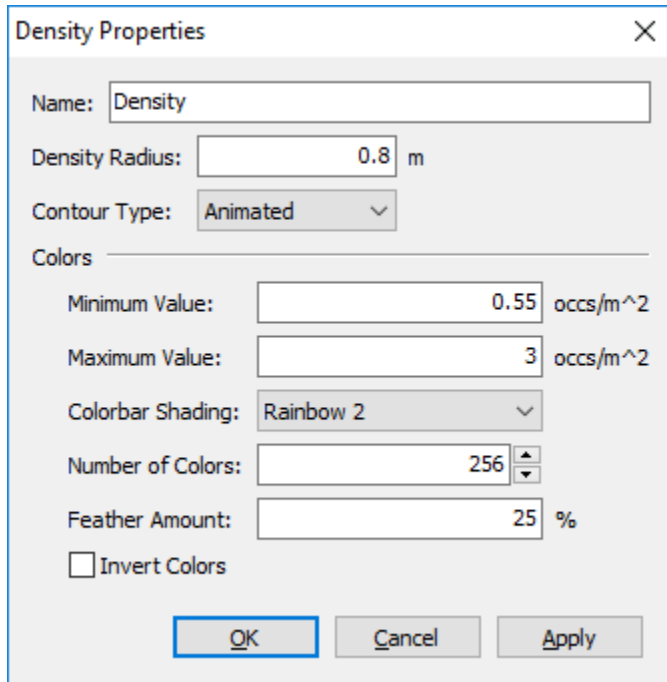 Density Properties
Name: Density
Density Radius: 0.8 m
Contour Type: Animated
Colors
Minimum Value: 0.55 occs/m^2
Maximum Value: 3 occs/m^2
Colorbar Shading: Rainbow 2
Number of Colors: 256
Feather Amount: 25 %
Invert Colors
OK Cancel Apply